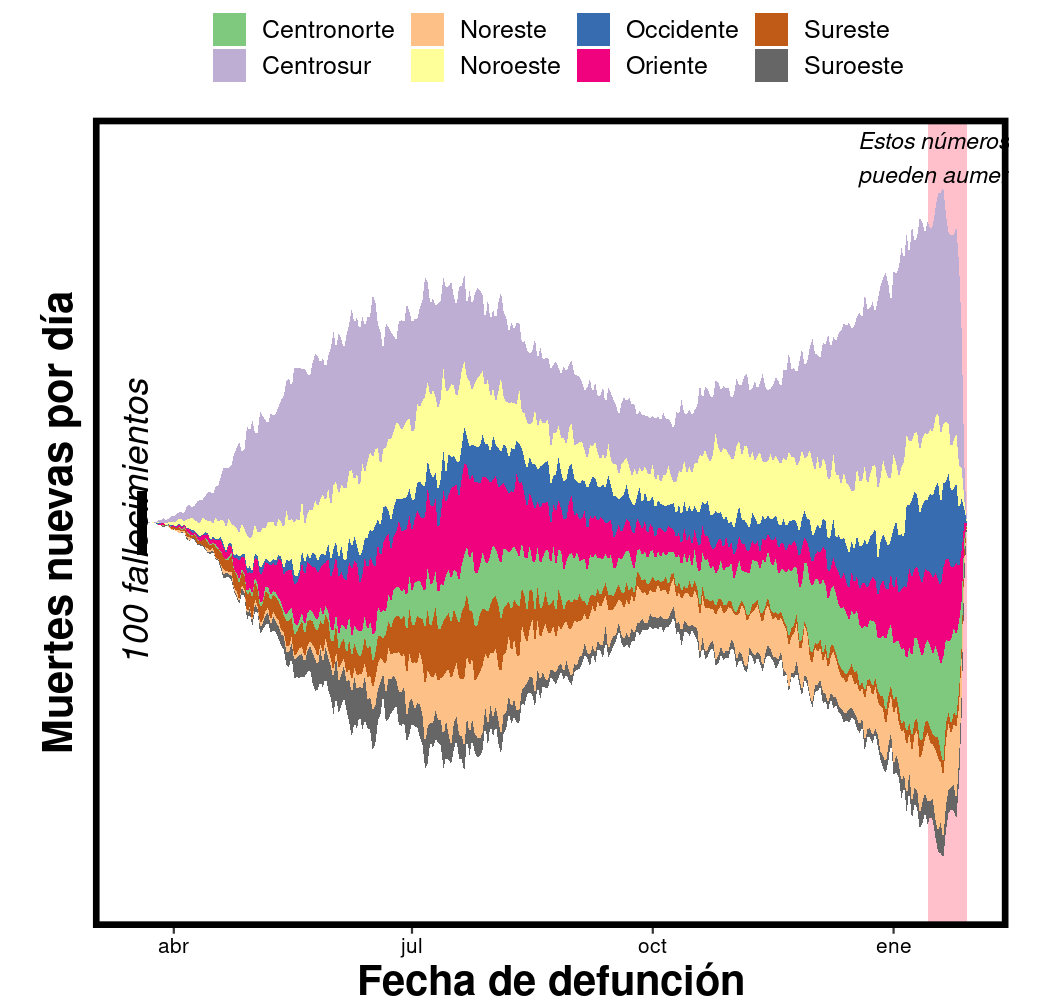 Centronorte Noreste Occidente Sureste
Centrosur Noroeste Oriente Suroeste
Estos números
pueden aume
100 fallecimientos
Muertes nuevas por día
abr jul oct ene
Fecha de defunción